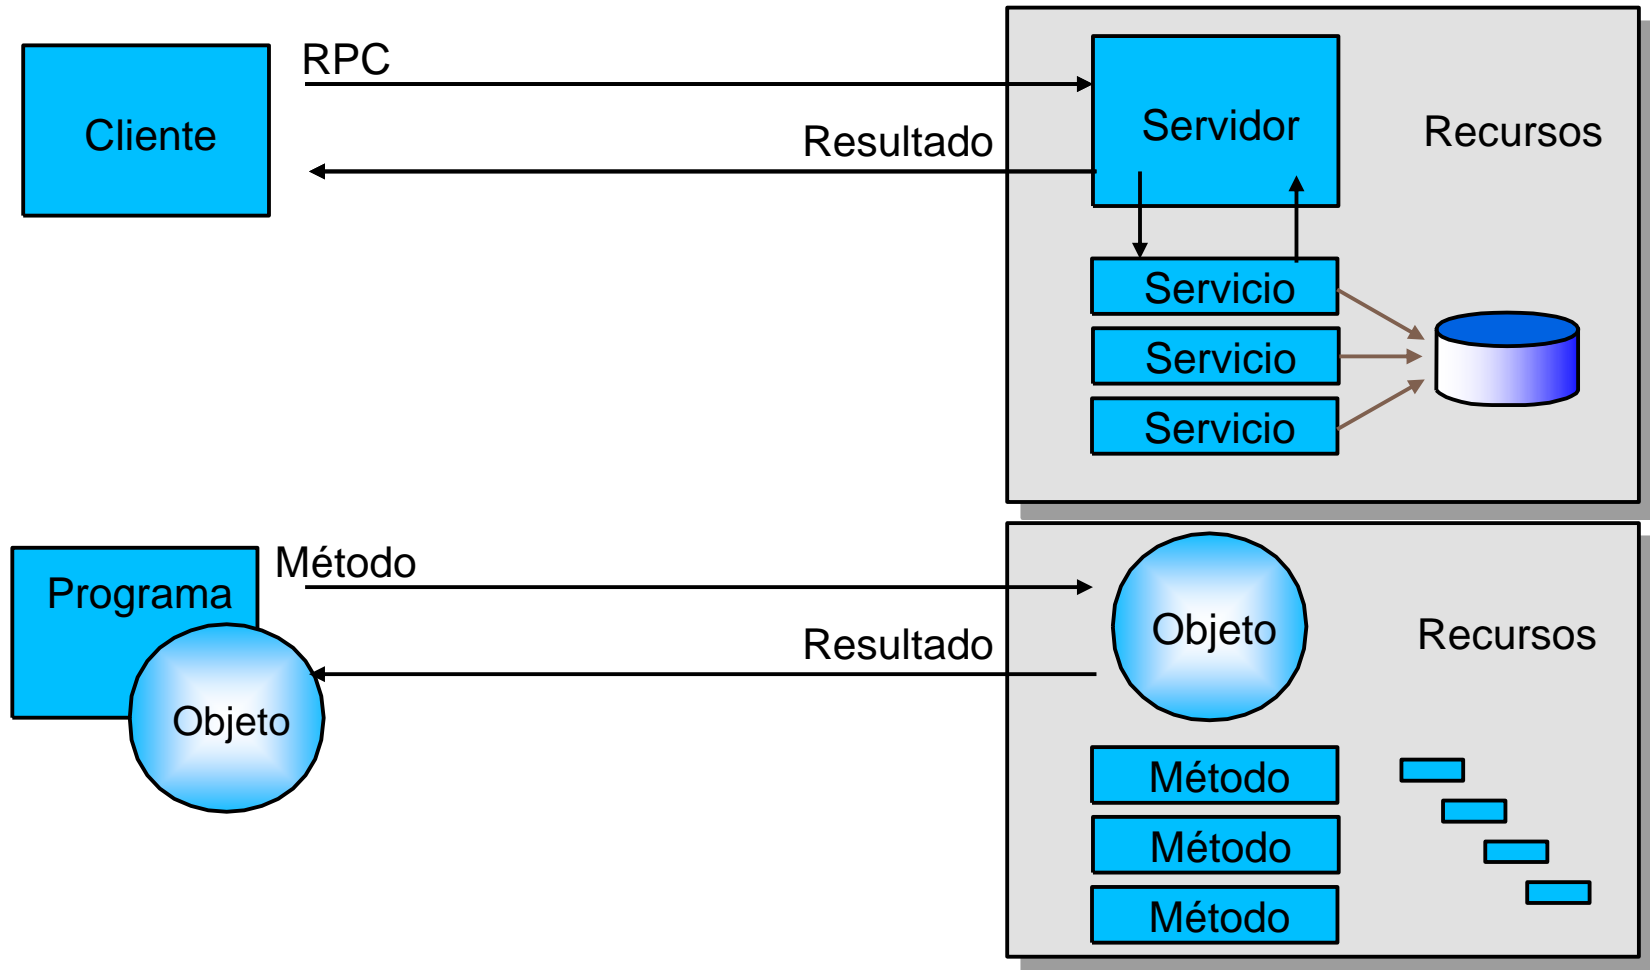 RPC
Cliente
Resultado
Servidor
Recursos
Servicio
Servicio
Servicio
Método
Programa
Objeto
Resultado
Objeto
Recursos
Método
Método
Método